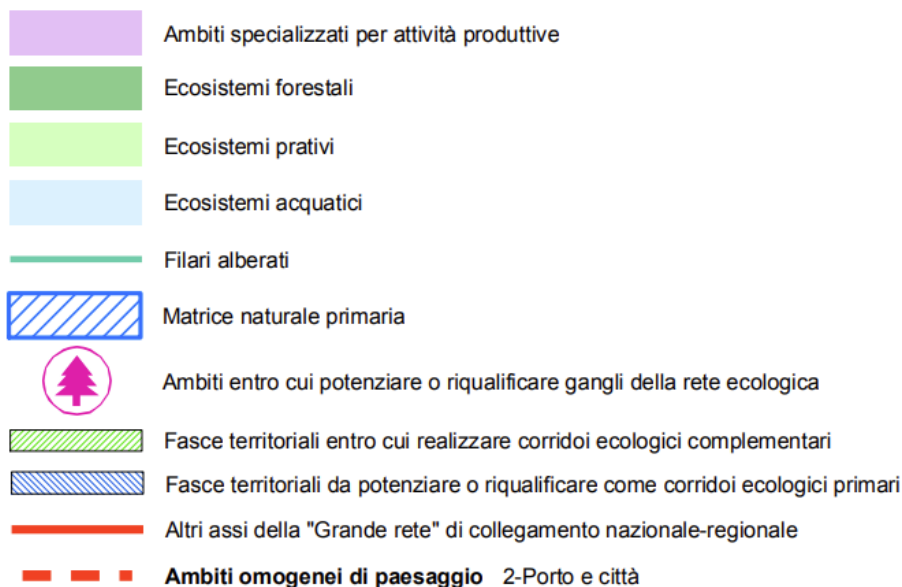 Ambiti specializzati per attività produttive
Ecosistemi forestali
Ecosistemi prativi
Ecosistemi acquatici
Filari alberati
Matrice naturale primaria
Ambiti entro cui potenziare o riqualificare gangli della rete ecologica
Fasce territoriali entro cui realizzare corridoi ecologici complementari
Fasce territoriali da potenziare o riqualificare come corridoi ecologici primari
Altri assi della "Grande rete" di collegamento nazionale-regionale
Ambiti omogenei di paesaggio 2-Porto e città